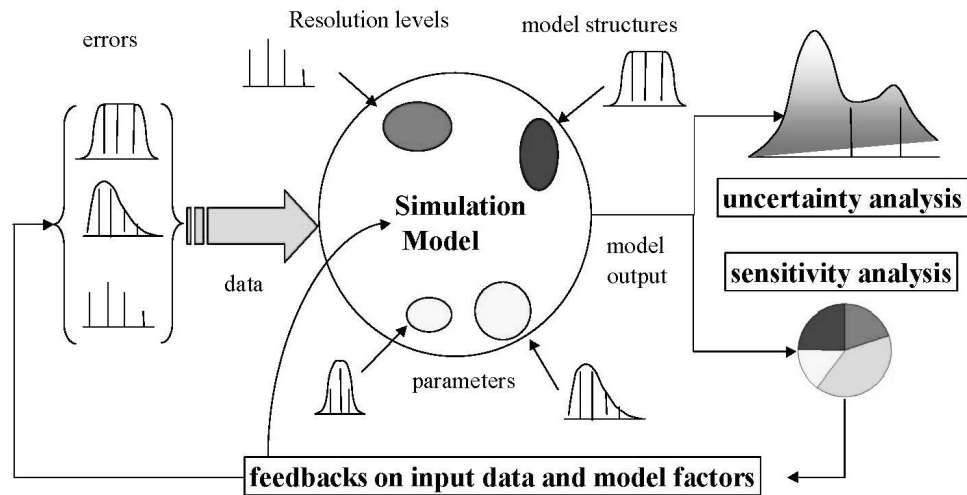 errors
Resolution levels
model structures
data
Simulation
Model
model
output
uncertainty analysis
sensitivity analysis
parameters
feedbacks on input data and model factors